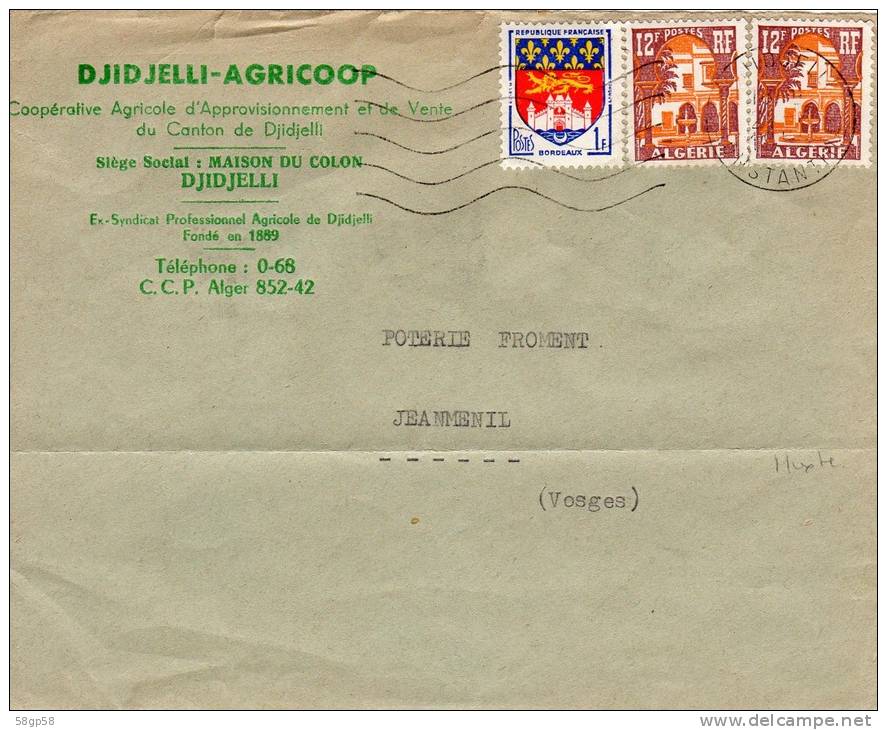 DJIDJELLI-AGRICOOP
Coopérative Agricole d'Approvisionnement et de Vente
du Canton de Djidjelli
Siège Social : MAISON DU COLON
DJIDJELLI
Ex-Syndicat Professionnel Agricole de Djidjelli
Fondé en 1889
Téléphone : 0-68
C.C.P. Alger 852-42
REPUBLIQUE FRANÇAISE
POSTES 1F
BORDEAUX
12F POSTES RF
ALGERIE
12F POSTES RF
ALGERIE
POTERIE FROMENT.
JEANMENIL
- - - - - -
(Vosges)
58gp58
delcampe.net